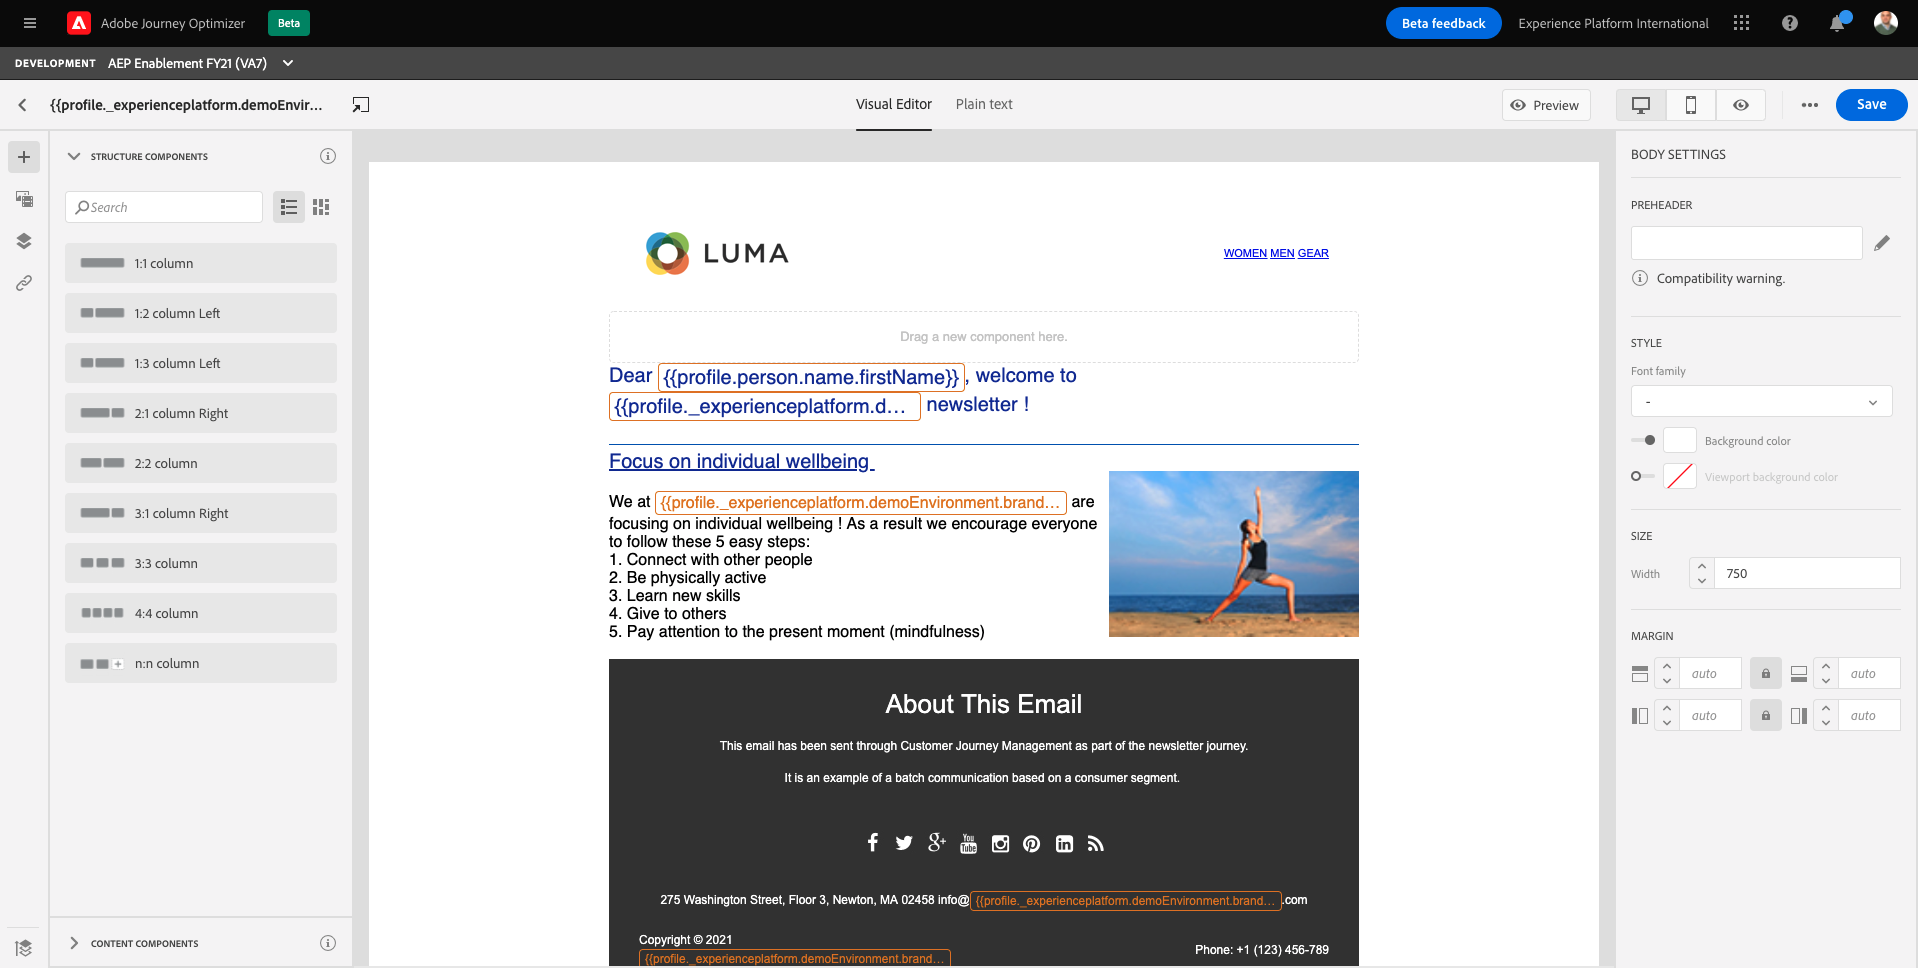 Adobe Journey Optimizer
Beta
Beta feedback
Experience Platform International
DEVELOPMENT AEP Enablement FY21 (VA7)
{{profile._experienceplatform.demoEnvir...
Visual Editor
Plain text
Preview
Save
STRUCTURE COMPONENTS
Search
1:1 column
1:2 column Left
1:3 column Left
2:1 column Right
2:2 column
3:1 column Right
3:3 column
4:4 column
n:n column
CONTENT COMPONENTS
LUMA
WOMEN MEN GEAR
Drag a new component here.
Dear {{profile.person.name.firstName}}, welcome to
{{profile._experienceplatform.d... newsletter !
Focus on individual wellbeing
We at {{profile._experienceplatform.demoEnvironment.brand... are
focusing on individual wellbeing ! As a result we encourage everyone
to follow these 5 easy steps:
1. Connect with other people
2. Be physically active
3. Learn new skills
4. Give to others
5. Pay attention to the present moment (mindfulness)
About This Email
This email has been sent through Customer Journey Management as part of the newsletter journey.
It is an example of a batch communication based on a consumer segment.
You Tube
275 Washington Street, Floor 3, Newton, MA 02458 info@{{profile._experienceplatform.demoEnvironment.brand... .com
Copyright © 2021
{{profile._experienceplatform.demoEnvironment.brand...
Phone: +1 (123) 456-789
BODY SETTINGS
PREHEADER
Compatibility warning.
STYLE
Font family
-
Background color
Viewport background color
SIZE
Width
750
MARGIN
auto
auto
auto
auto